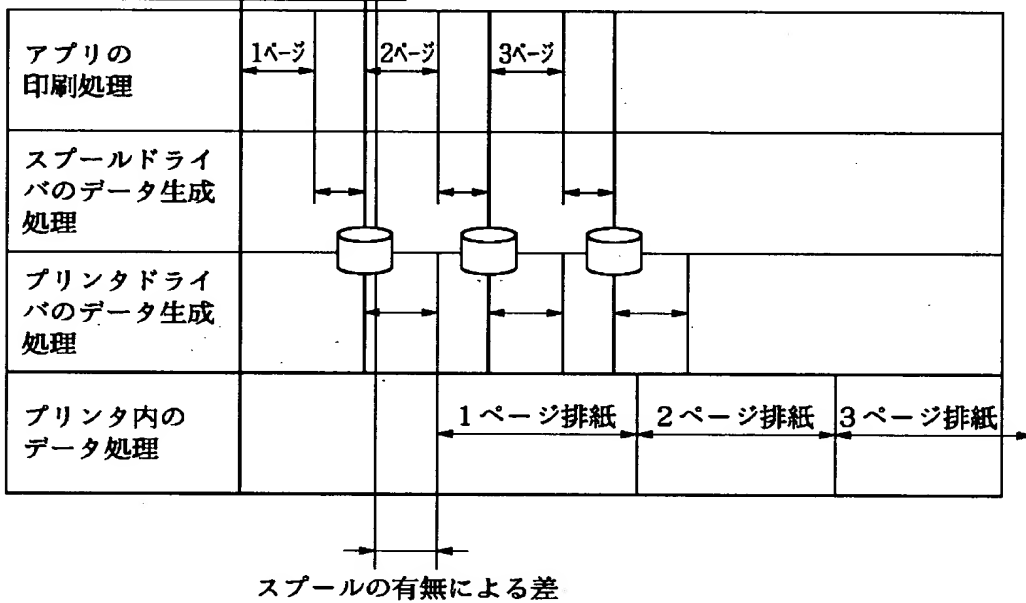 アプリの
印刷処理
1ページ
2ページ
3ページ
スプールドライ
バのデータ生成
処理
プリンタドライ
バのデータ生成
処理
プリンタ内の
データ処理
1ページ排紙
2ページ排紙
3ページ排紙
スプールの有無による差